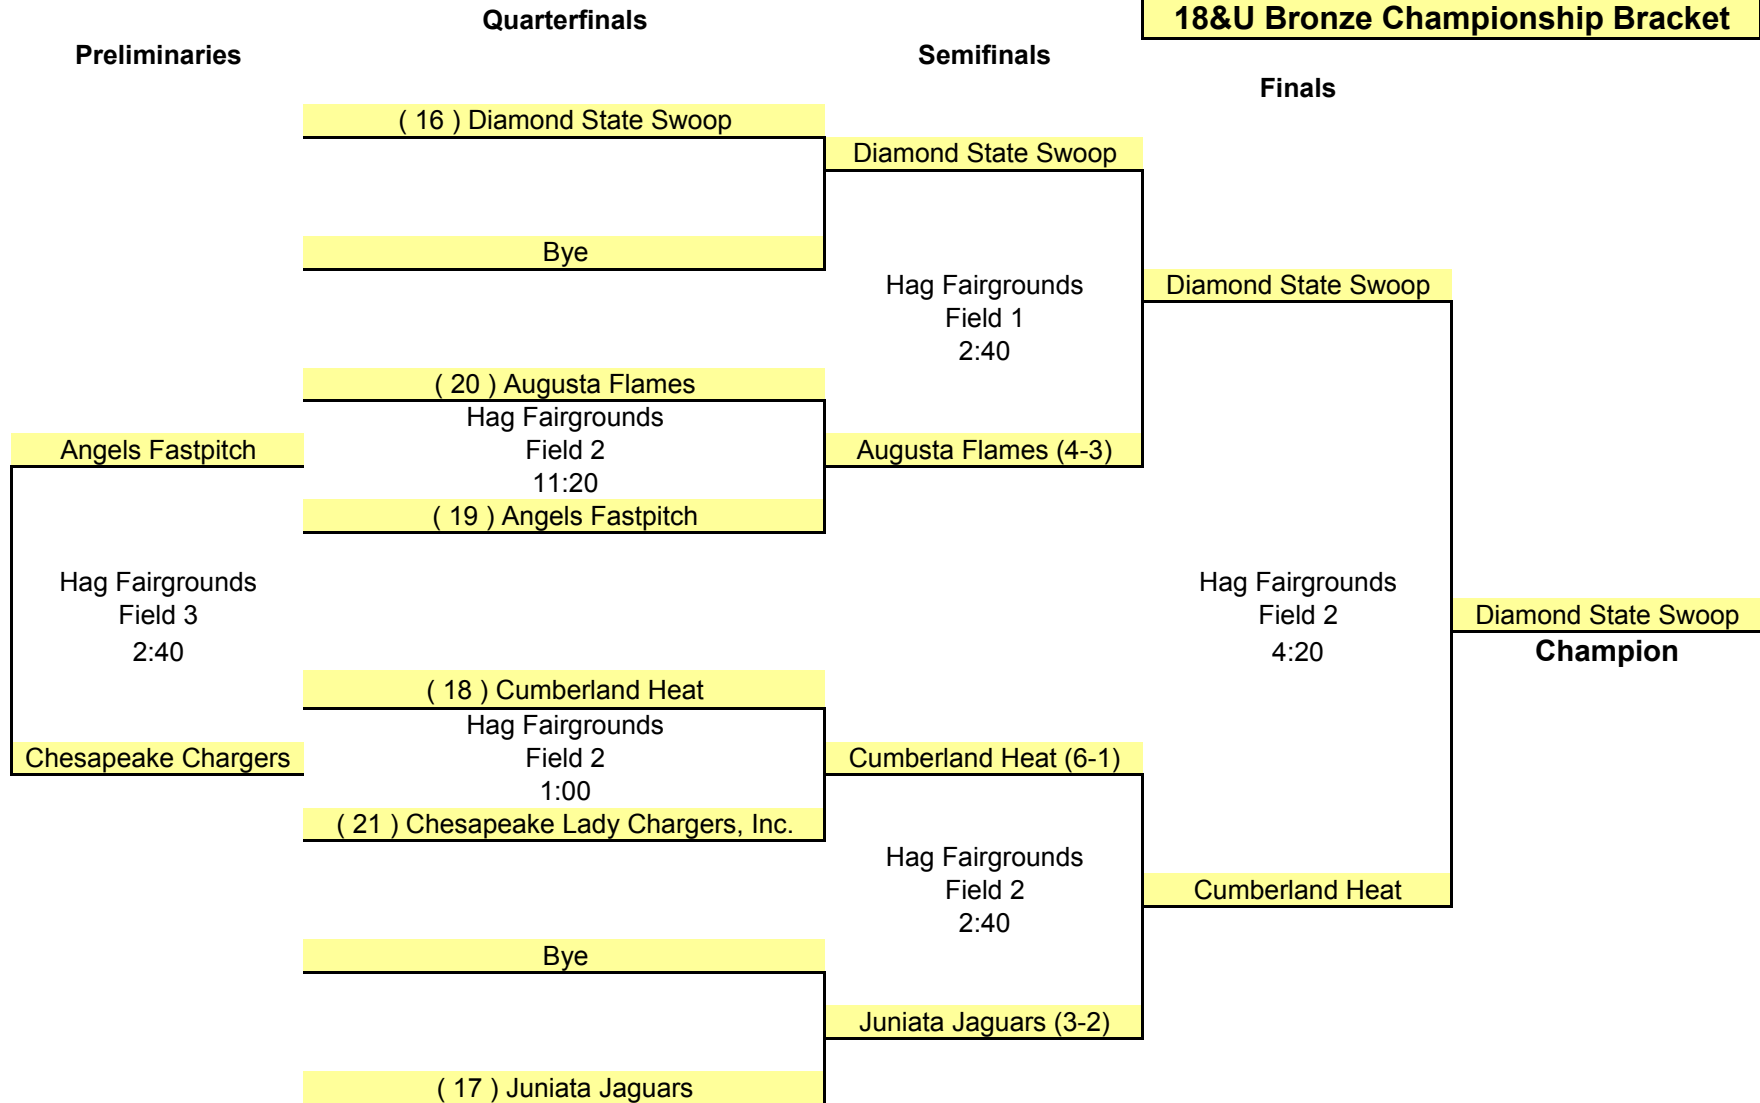 Quarterfinals
18&U Bronze Championship Bracket
Preliminaries
Semifinals
Finals
( 16 ) Diamond State Swoop
Diamond State Swoop
Bye
Hag Fairgrounds
Field 1
2:40
Diamond State Swoop
( 20 ) Augusta Flames
Hag Fairgrounds
Field 2
11:20
Angels Fastpitch
Augusta Flames (4-3)
( 19 ) Angels Fastpitch
Hag Fairgrounds
Field 3
2:40
Hag Fairgrounds
Field 2
4:20
Diamond State Swoop
Champion
( 18 ) Cumberland Heat
Hag Fairgrounds
Field 2
1:00
Chesapeake Chargers
Cumberland Heat (6-1)
( 21 ) Chesapeake Lady Chargers, Inc.
Hag Fairgrounds
Field 2
2:40
Cumberland Heat
Bye
Juniata Jaguars (3-2)
( 17 ) Juniata Jaguars